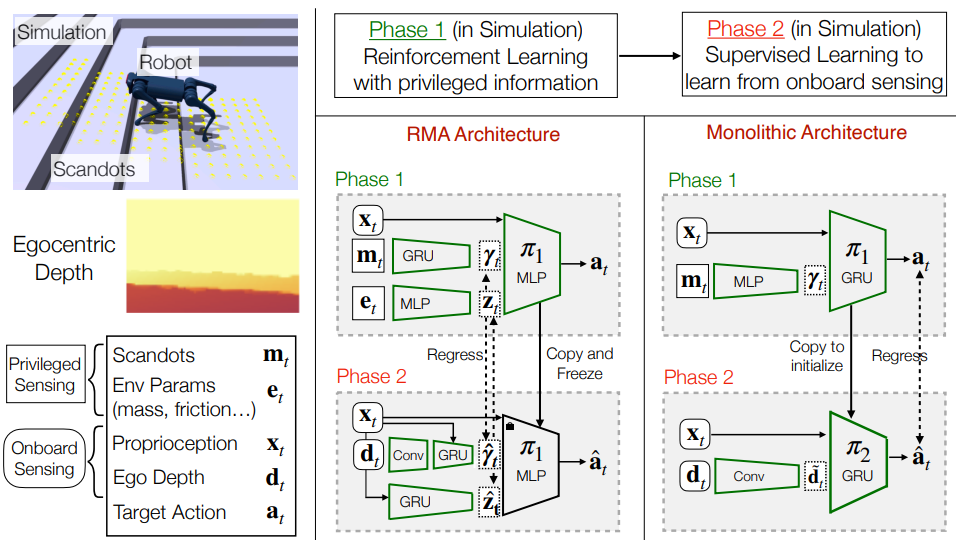 Simulation
Robot
Scandots
Egocentric
Depth
Privileged
Sensing
Onboard
Sensing
Scandots m_t
Env Params
(mass, friction…) e_t
Proprioception x_t
Ego Depth d_t
Target Action a_t
Phase 1 (in Simulation)
Reinforcement Learning
with privileged information
Phase 2 (in Simulation)
Supervised Learning to
learn from onboard sensing
RMA Architecture
Phase 1
x_t
m_t GRU γ_t
e_t MLP z_t
π_1
MLP
a_t
Regress
Copy and
Freeze
Phase 2
x_t
d_t Conv GRU γ̂_t
GRU ẑ_t
π_1
MLP
â_t
Monolithic Architecture
Phase 1
x_t
m_t MLP γ_t
π_1
GRU
a_t
Copy to
initialize
Regress
Phase 2
x_t
d_t Conv d̃_t
π_2
GRU
â_t